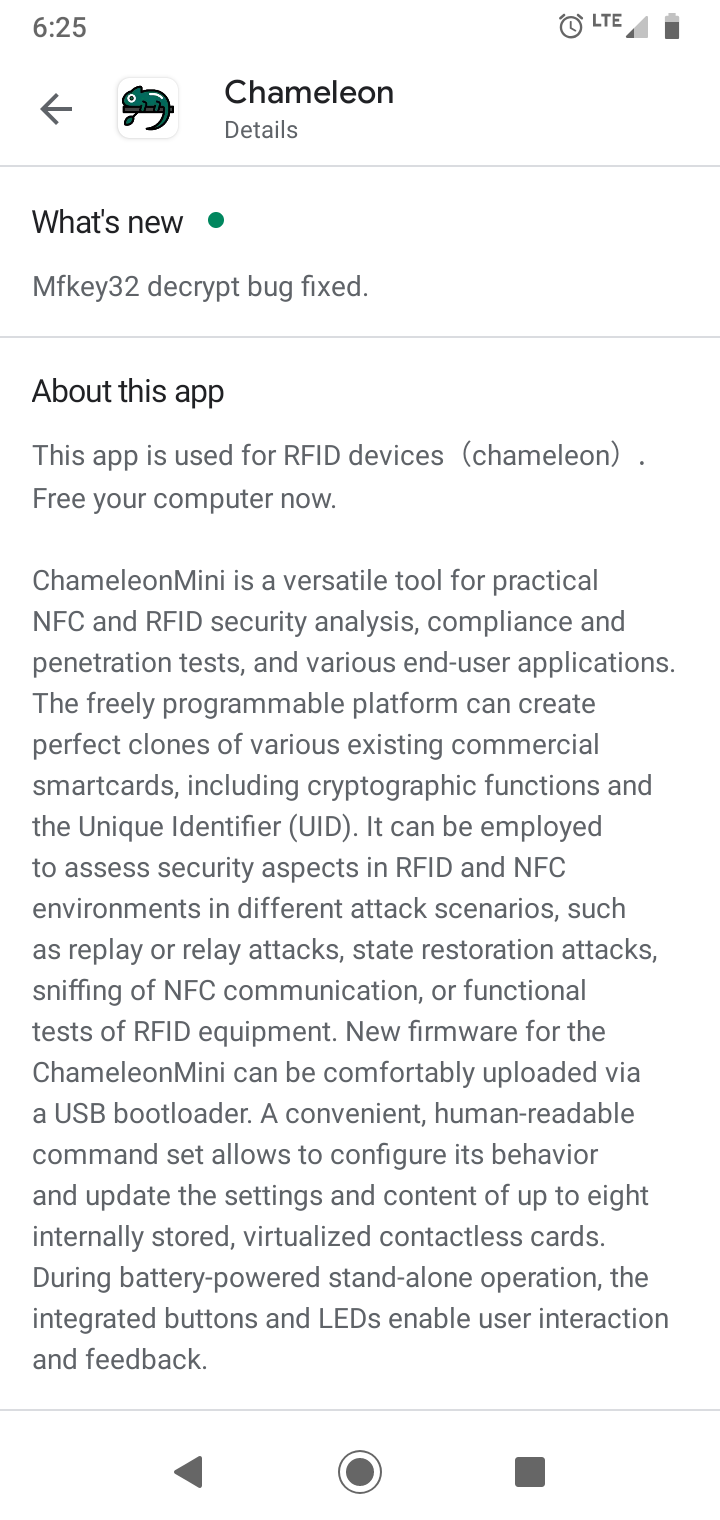 6:25
LTE
Chameleon
Details
What's new
Mfkey32 decrypt bug fixed.
About this app
This app is used for RFID devices（chameleon）.
Free your computer now.
ChameleonMini is a versatile tool for practical
NFC and RFID security analysis, compliance and
penetration tests, and various end-user applications.
The freely programmable platform can create
perfect clones of various existing commercial
smartcards, including cryptographic functions and
the Unique Identifier (UID). It can be employed
to assess security aspects in RFID and NFC
environments in different attack scenarios, such
as replay or relay attacks, state restoration attacks,
sniffing of NFC communication, or functional
tests of RFID equipment. New firmware for the
ChameleonMini can be comfortably uploaded via
a USB bootloader. A convenient, human-readable
command set allows to configure its behavior
and update the settings and content of up to eight
internally stored, virtualized contactless cards.
During battery-powered stand-alone operation, the
integrated buttons and LEDs enable user interaction
and feedback.